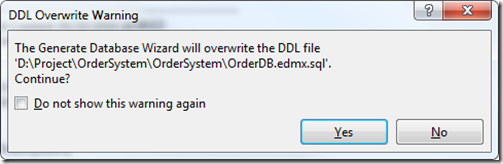 DDL Overwrite Warning
The Generate Database Wizard will overwrite the DDL file
'D:\Project\OrderSystem\OrderSystem\OrderDB.edmx.sql'.
Continue?
Do not show this warning again
Yes No